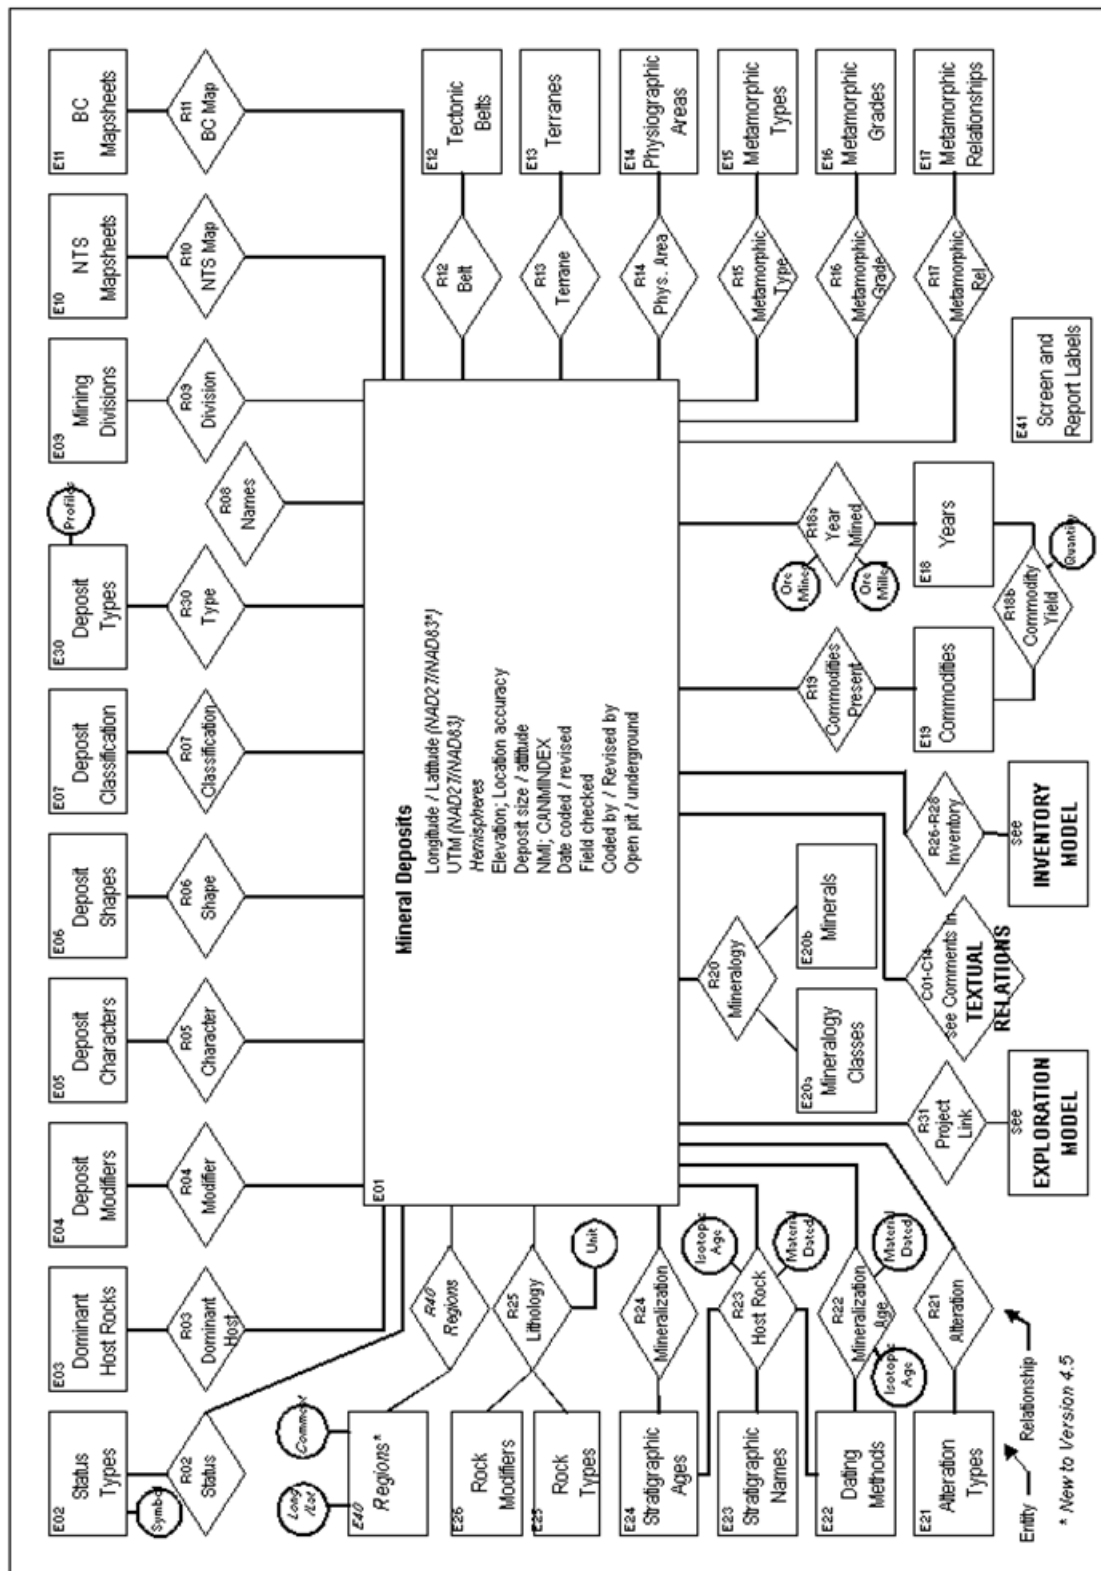 E02
Status
Types
Symbol
R02
Status
E03
Dominant
Host Rocks
R03
Dominant
Host
E04
Deposit
Modifiers
R04
Modifier
E05
Deposit
Characters
R05
Character
E06
Deposit
Shapes
R06
Shape
E07
Deposit
Classification
R07
Classification
E30
Deposit
Types
Profiles
R30
Type
R08
Names
E09
Mining
Divisions
R09
Division
E10
NTS
Mapsheets
R10
NTS Map
E11
BC
Mapsheets
R11
BC Map
Long
/Lat
Comment
E40
Regions*
R40
Regions
E26
Rock
Modifiers
E25
Rock
Types
R25
Lithology
Unit
E01
Mineral Deposits
Longitude / Latitude (NAD27/NAD83*)
UTM (NAD27/NAD83)
Hemispheres
Elevation; Location accuracy
Deposit size / attitude
NMI; CANMINDEX
Date coded / revised
Field checked
Coded by / Revised by
Open pit / underground
R12
Belt
E12
Tectonic
Belts
R13
Terrane
E13
Terranes
R14
Phys. Area
E14
Physiographic
Areas
R15
Metamorphic
Type
E15
Metamorphic
Types
R16
Metamorphic
Grade
E16
Metamorphic
Grades
R17
Metamorphic
Rel.
E17
Metamorphic
Relationships
E24
Stratigraphic
Ages
R24
Mineralization
E23
Stratigraphic
Names
R23
Host Rock
Isotopic
Age
Material
Dated
E22
Dating
Methods
R22
Mineralization
Age
Isotopic
Age
Material
Dated
E21
Alteration
Types
R21
Alteration
R31
Project
Link
see
EXPLORATION
MODEL
R20
Mineralogy
E20a
Mineralogy
Classes
E20b
Minerals
C01-C14
see Comments in
TEXTUAL
RELATIONS
R26-R28
Inventory
see
INVENTORY
MODEL
R19
Commodities
Present
E19
Commodities
R18a
Year
Mined
Ore
Mined
Ore
Milled
E18
Years
R18b
Commodity
Yield
Quantity
E41
Screen and
Report Labels
Entity
Relationship
* New to Version 4.5